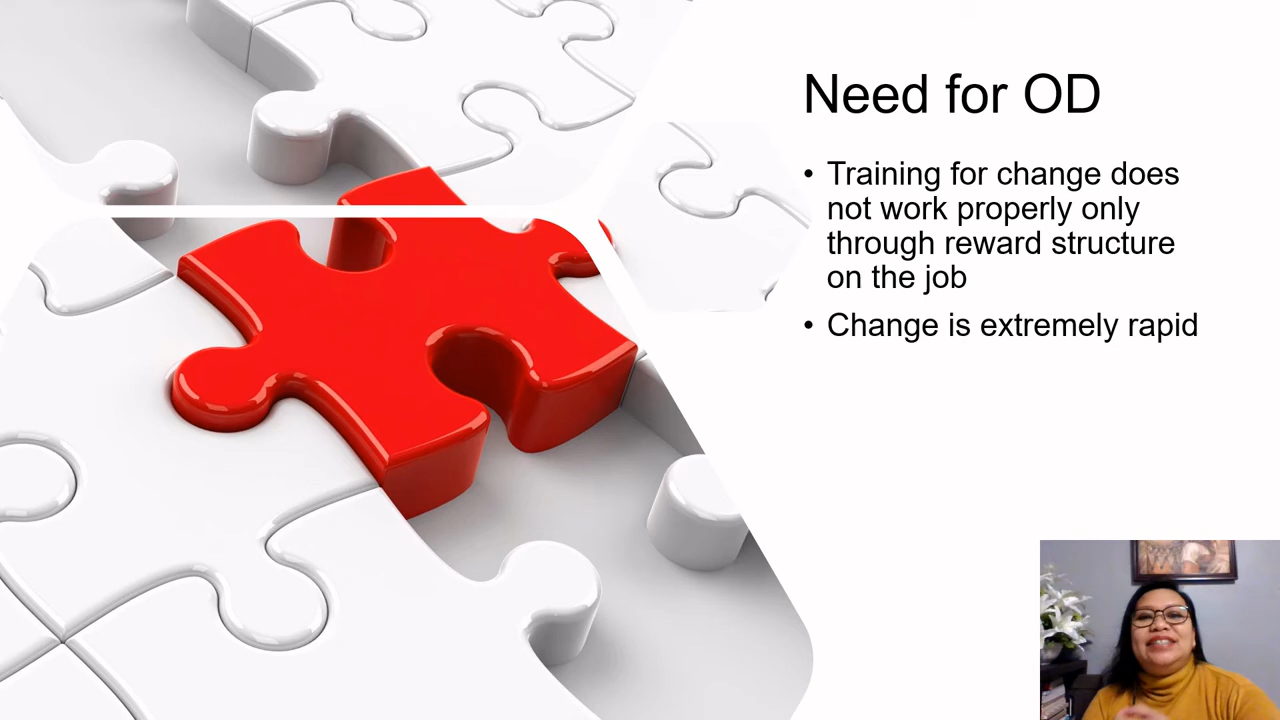 Need for OD
• Training for change does
not work properly only
through reward structure
on the job
• Change is extremely rapid